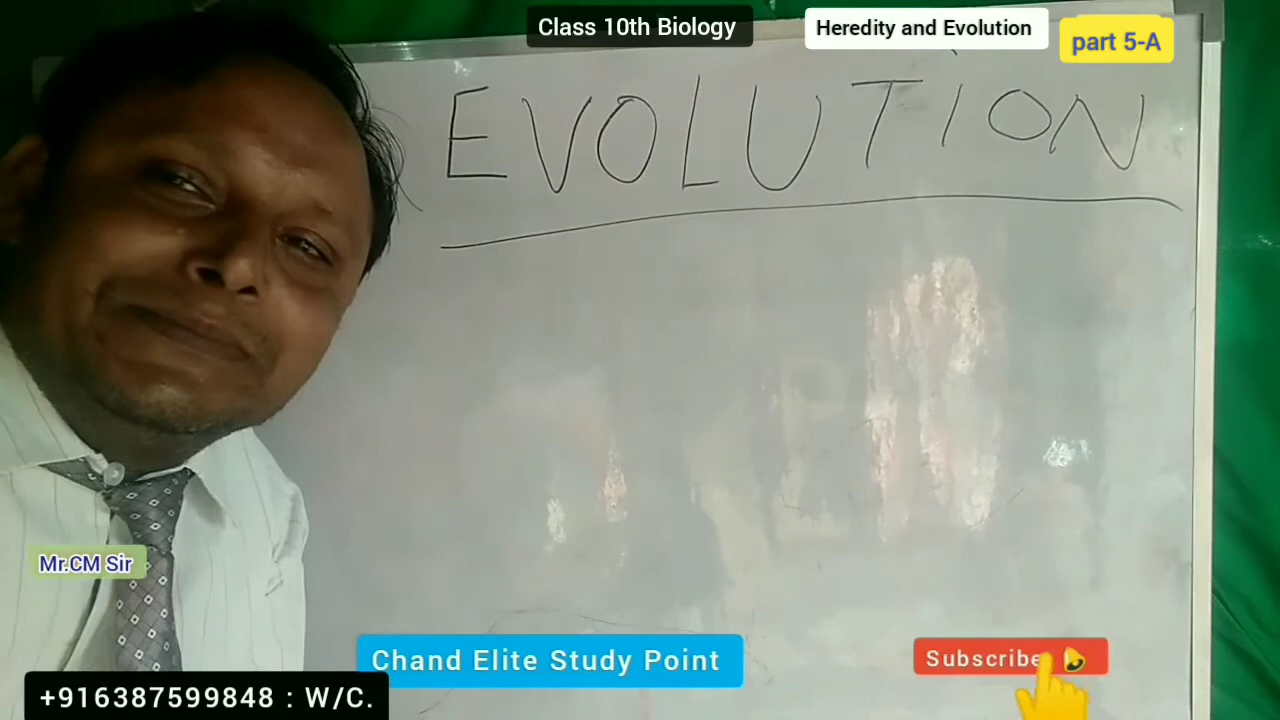 Class 10th Biology
Heredity and Evolution
part 5-A
EVOLUTiON
Mr.CM Sir
Chand Elite Study Point
Subscribe
+916387599848 : W/C.